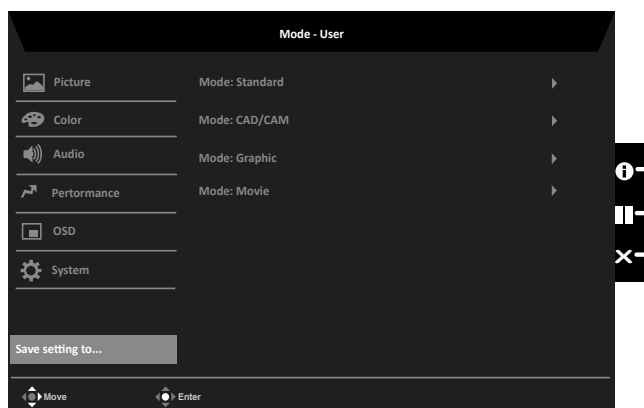 Mode - User
Picture
Mode: Standard
Color
Mode: CAD/CAM
Audio
Mode: Graphic
Pertormance
Mode: Movie
OSD
System
Save setting to...
Move
Enter